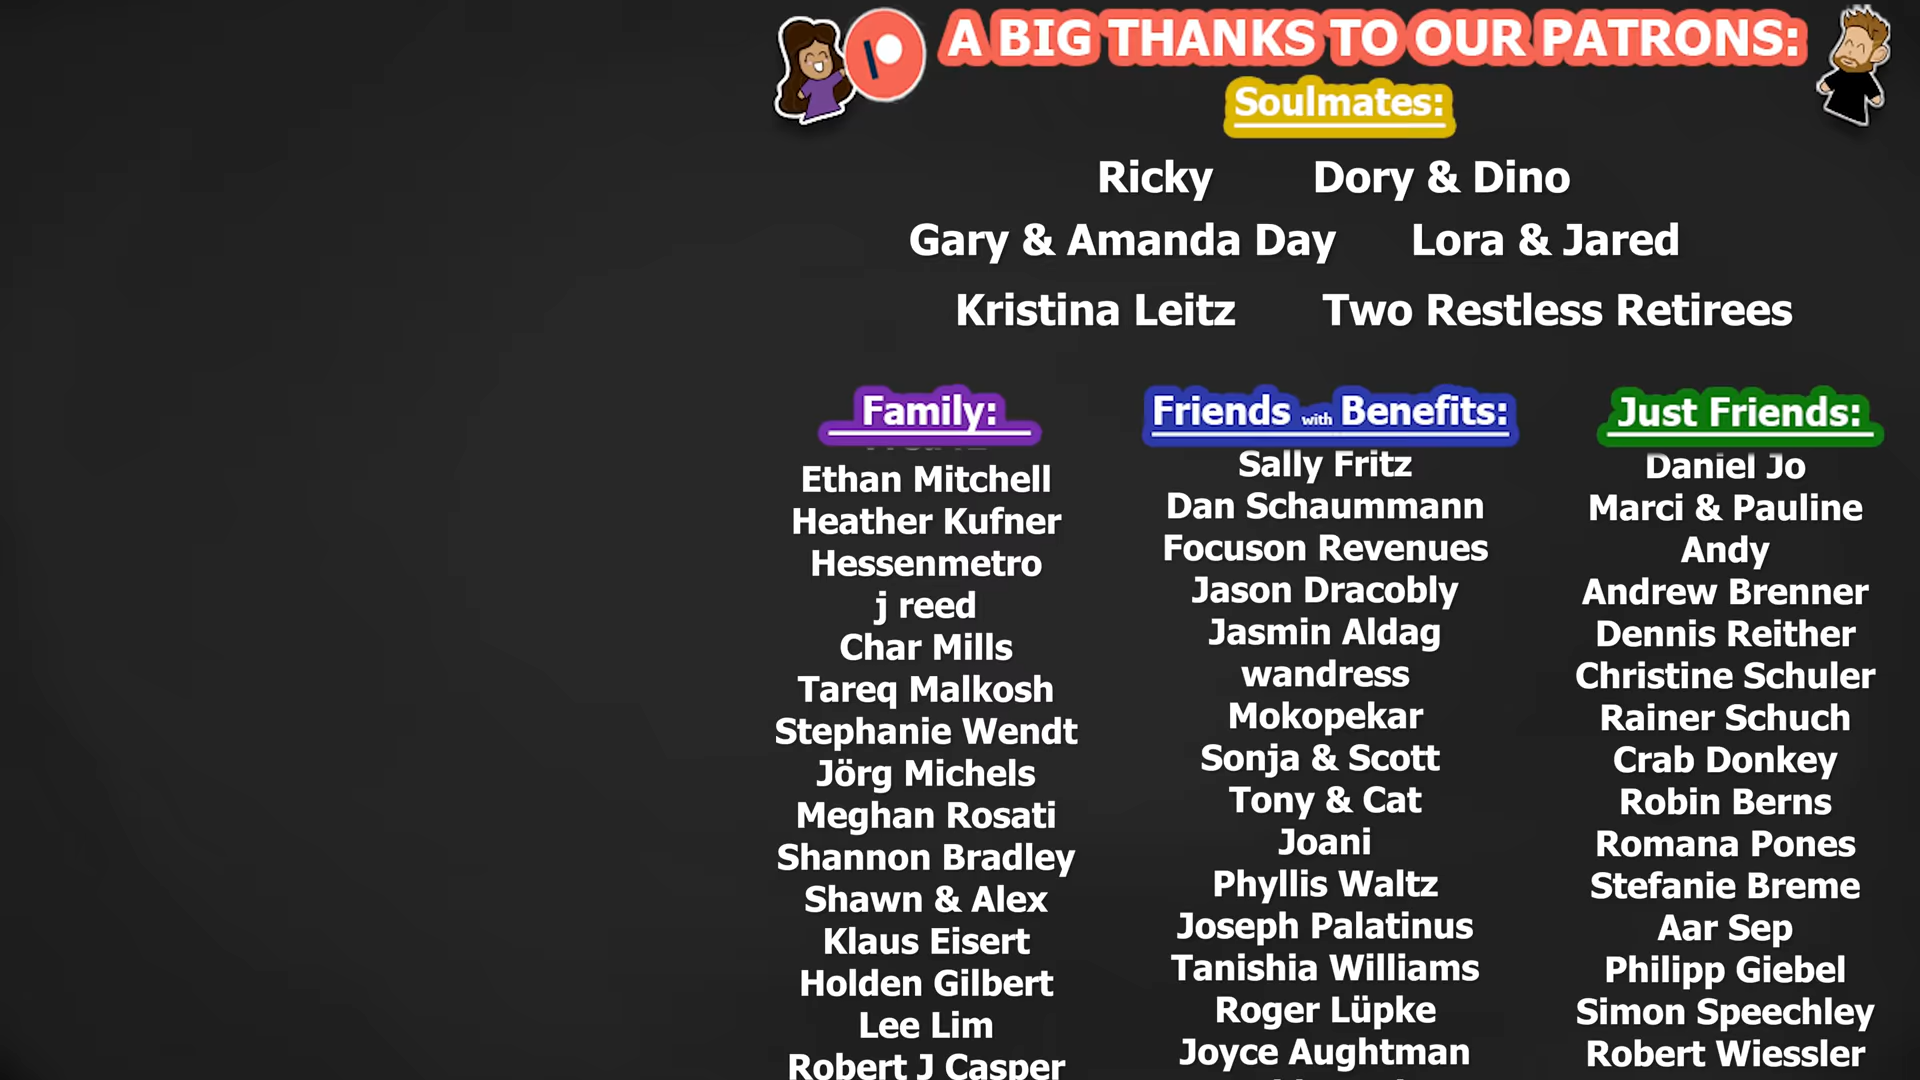 A BIG THANKS TO OUR PATRONS:
Soulmates:
Ricky Dory & Dino
Gary & Amanda Day Lora & Jared
Kristina Leitz Two Restless Retirees
Family:
Ethan Mitchell
Heather Kufner
Hessenmetro
j reed
Char Mills
Tareq Malkosh
Stephanie Wendt
Jörg Michels
Meghan Rosati
Shannon Bradley
Shawn & Alex
Klaus Eisert
Holden Gilbert
Lee Lim
Robert J Casper
Friends with Benefits:
Sally Fritz
Dan Schaummann
Focuson Revenues
Jason Dracobly
Jasmin Aldag
wandress
Mokopekar
Sonja & Scott
Tony & Cat
Joani
Phyllis Waltz
Joseph Palatinus
Tanishia Williams
Roger Lüpke
Joyce Aughtman
Just Friends:
Daniel Jo
Marci & Pauline
Andy
Andrew Brenner
Dennis Reither
Christine Schuler
Rainer Schuch
Crab Donkey
Robin Berns
Romana Pones
Stefanie Breme
Aar Sep
Philipp Giebel
Simon Speechley
Robert Wiessler